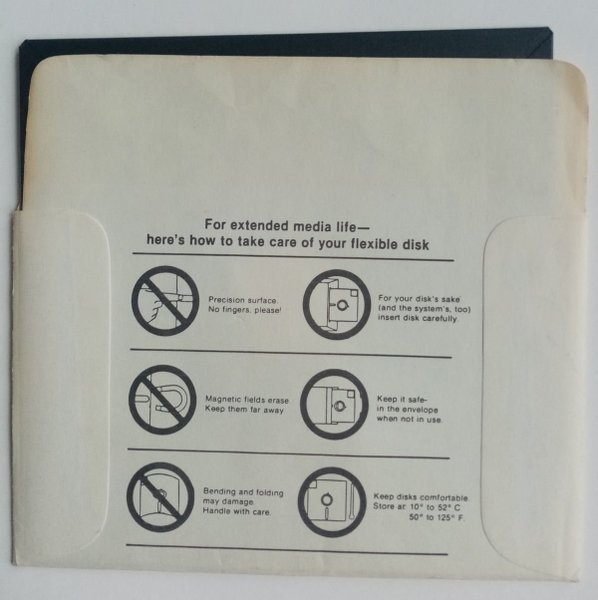 For extended media life—
here's how to take care of your flexible disk
Precision surface.
No fingers, please!
For your disk's sake
(and the system's, too)
insert disk carefully.
Magnetic fields erase.
Keep them far away
Keep it safe-
in the envelope
when not in use.
Bending and folding
may damage.
Handle with care.
Keep disks comfortable.
Store at: 10° to 52° C
50° to 125° F.